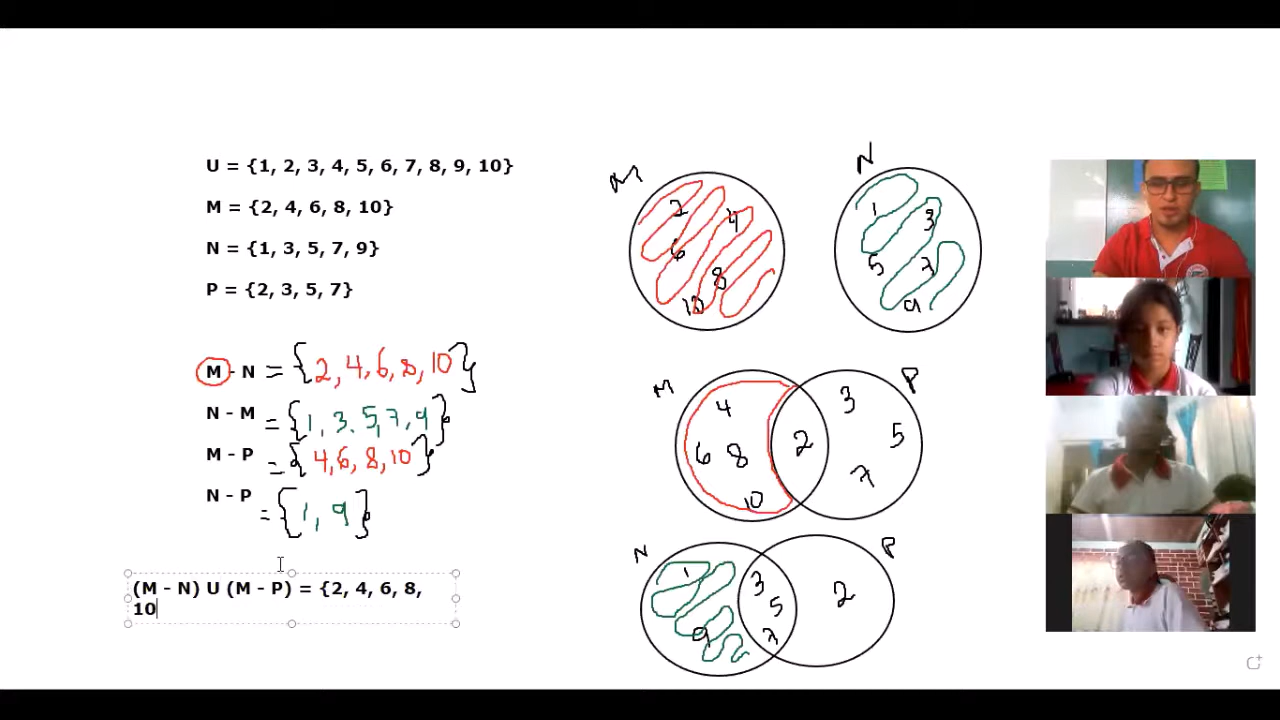 U = {1, 2, 3, 4, 5, 6, 7, 8, 9, 10}
M = {2, 4, 6, 8, 10}
N = {1, 3, 5, 7, 9}
P = {2, 3, 5, 7}
M - N = {2, 4, 6, 8, 10}
N - M = {1, 3, 5, 7, 9}
M - P = {4, 6, 8, 10}
N - P = {1, 9}
(M - N) U (M - P) = {2, 4, 6, 8,
10
M
2 4
6
8
10
N
1 3
5 7
9
M P
4 3
6 8 2 5
10 7
N P
1 3
5 2
9 7